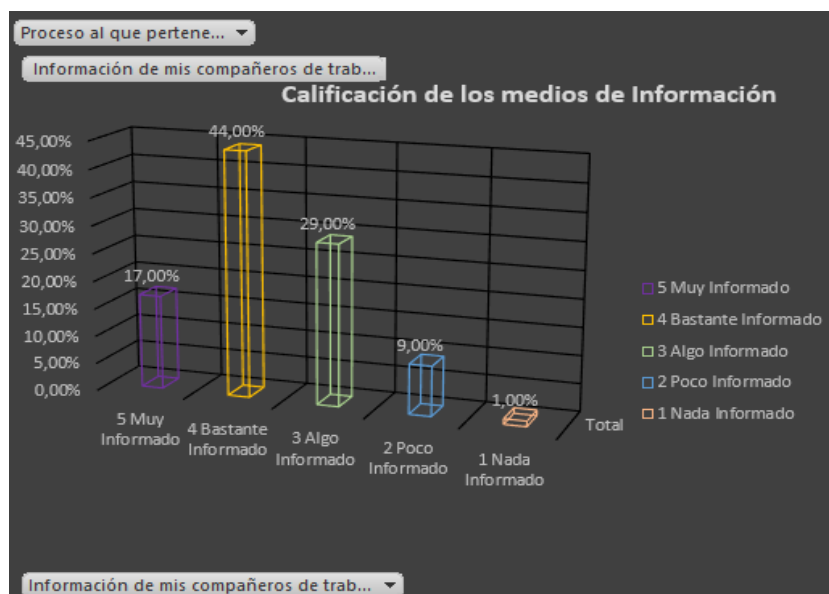 Proceso al que pertene...
Información de mis compañeros de trab...
Calificación de los medios de Información
45,00%
40,00%
35,00%
30,00%
25,00%
20,00%
15,00%
10,00%
5,00%
0,00%
17,00%
44,00%
29,00%
9,00%
1,00%
5 Muy
Informado
4 Bastante
Informado
3 Algo
Informado
2 Poco
Informado
1 Nada
Informado
Total
5 Muy Informado
4 Bastante Informado
3 Algo Informado
2 Poco Informado
1 Nada Informado
Información de mis compañeros de trab...